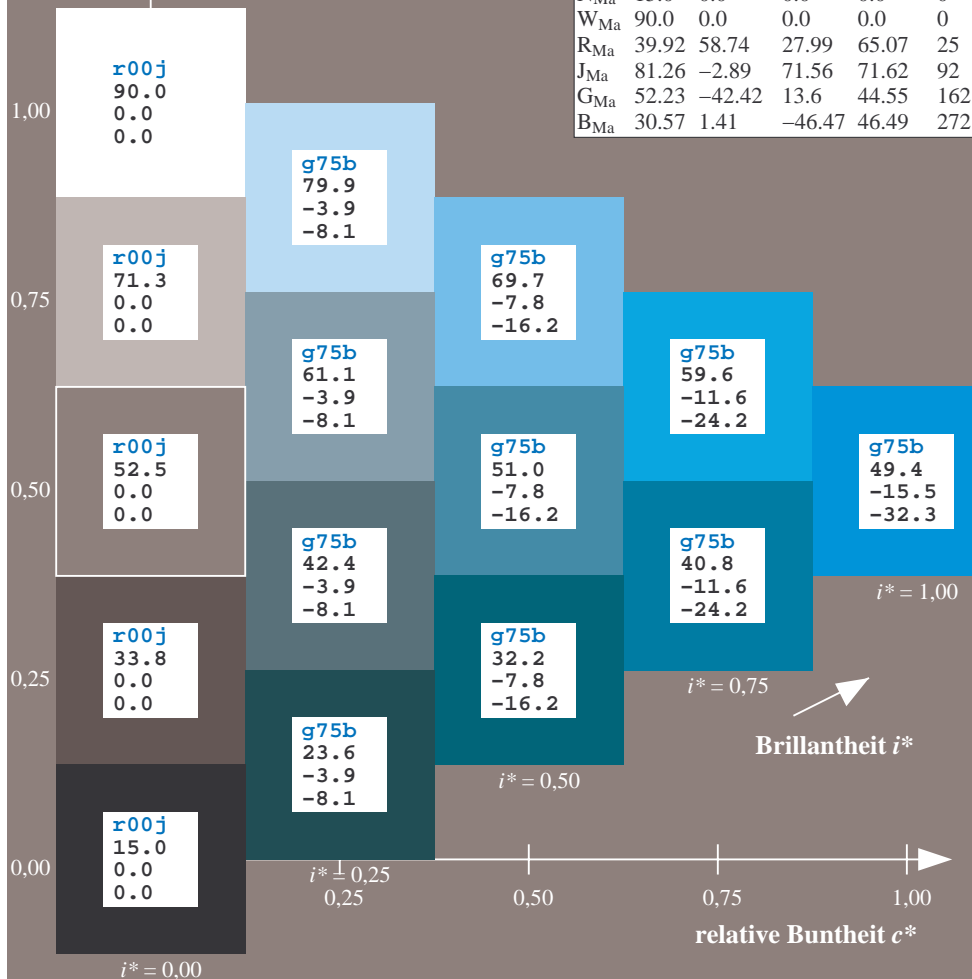 W_Ma 90.0 0.0 0.0 0.0 0
R_Ma 39.92 58.74 27.99 65.07 25
J_Ma 81.26 −2.89 71.56 71.62 92
G_Ma 52.23 −42.42 13.6 44.55 162
B_Ma 30.57 1.41 −46.47 46.49 272
1,00
0,75
0,50
0,25
0,00
r00j
90.0
0.0
0.0
r00j
71.3
0.0
0.0
r00j
52.5
0.0
0.0
r00j
33.8
0.0
0.0
r00j
15.0
0.0
0.0
i* = 0,00
g75b
79.9
-3.9
-8.1
g75b
61.1
-3.9
-8.1
g75b
42.4
-3.9
-8.1
g75b
23.6
-3.9
-8.1
i* = 0,25
g75b
69.7
-7.8
-16.2
g75b
51.0
-7.8
-16.2
g75b
32.2
-7.8
-16.2
i* = 0,50
g75b
59.6
-11.6
-24.2
g75b
40.8
-11.6
-24.2
i* = 0,75
g75b
49.4
-15.5
-32.3
i* = 1,00
Brillantheit i*
0,25 0,50 0,75 1,00
relative Buntheit c*